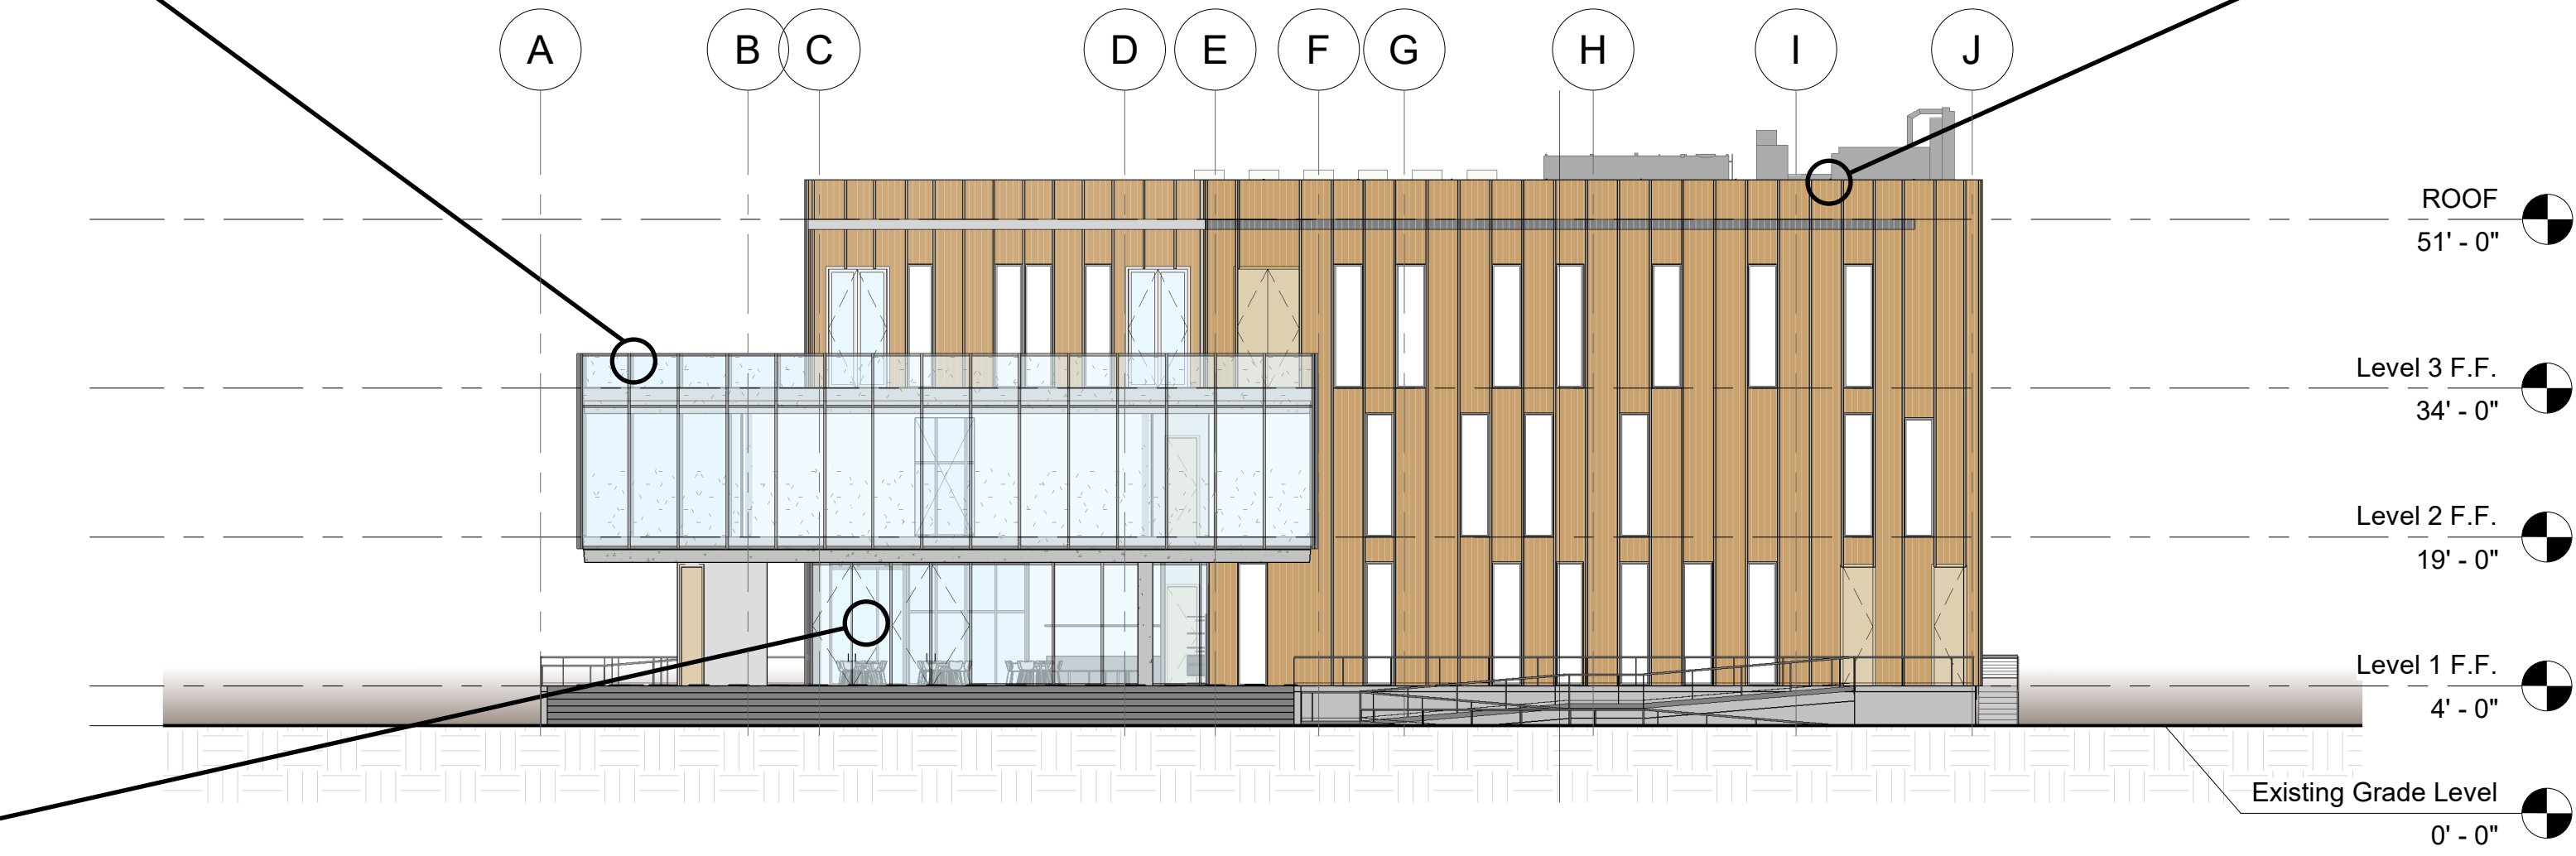 A B C D E F G H I J
ROOF
51' - 0"
Level 3 F.F.
34' - 0"
Level 2 F.F.
19' - 0"
Level 1 F.F.
4' - 0"
Existing Grade Level
0' - 0"